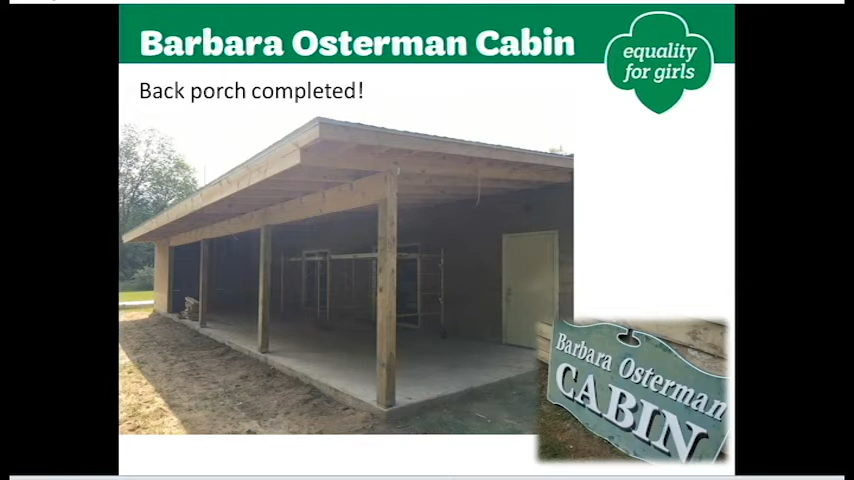 Barbara Osterman Cabin
equality
for girls
Back porch completed!
Barbara Osterman
CABIN